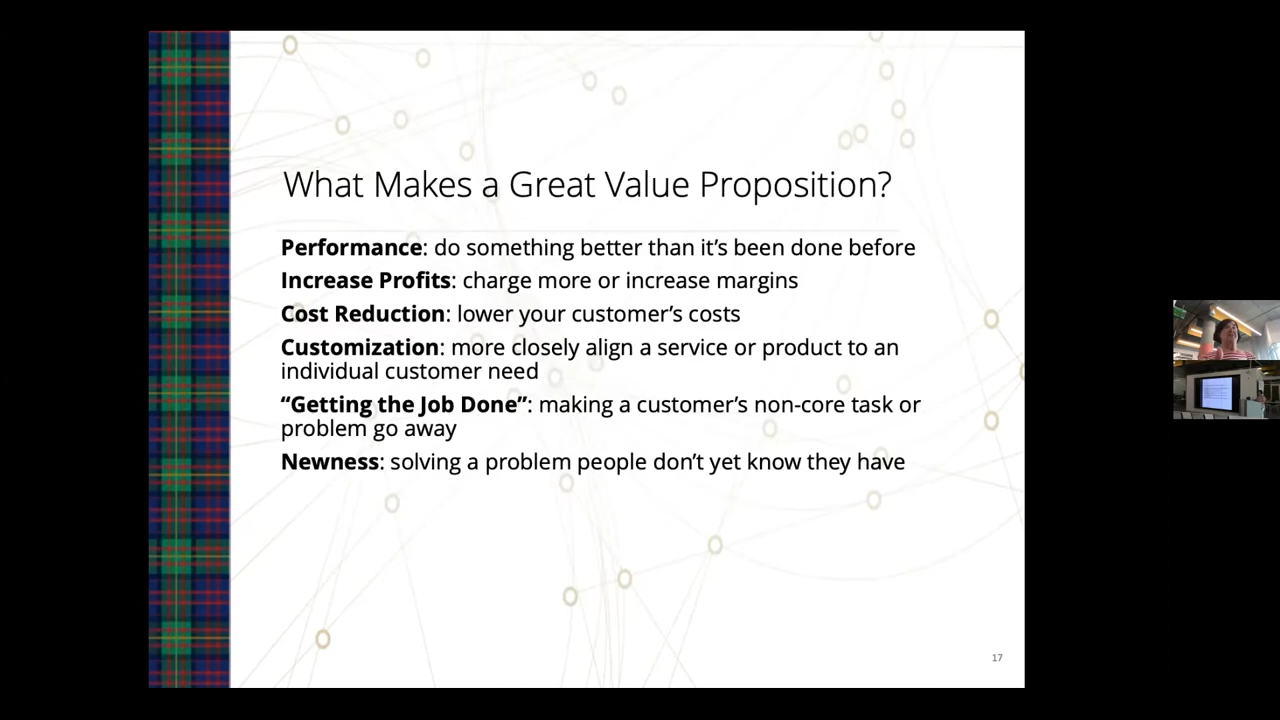 What Makes a Great Value Proposition?
Performance: do something better than it’s been done before
Increase Profits: charge more or increase margins
Cost Reduction: lower your customer’s costs
Customization: more closely align a service or product to an
individual customer need
“Getting the Job Done”: making a customer’s non-core task or
problem go away
Newness: solving a problem people don’t yet know they have
17